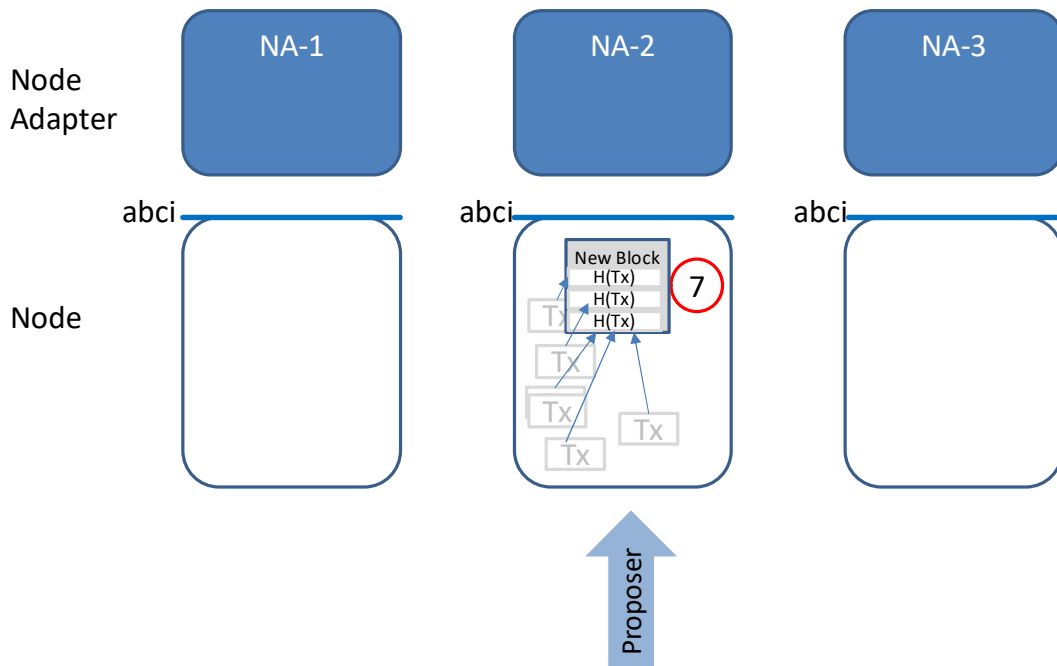 NA-1
NA-2
NA-3
Node
Adapter
abci
abci
abci
Node
New Block
H(Tx)
H(Tx)
H(Tx)
7
Tx
Tx
Tx
Tx
Tx
Proposer